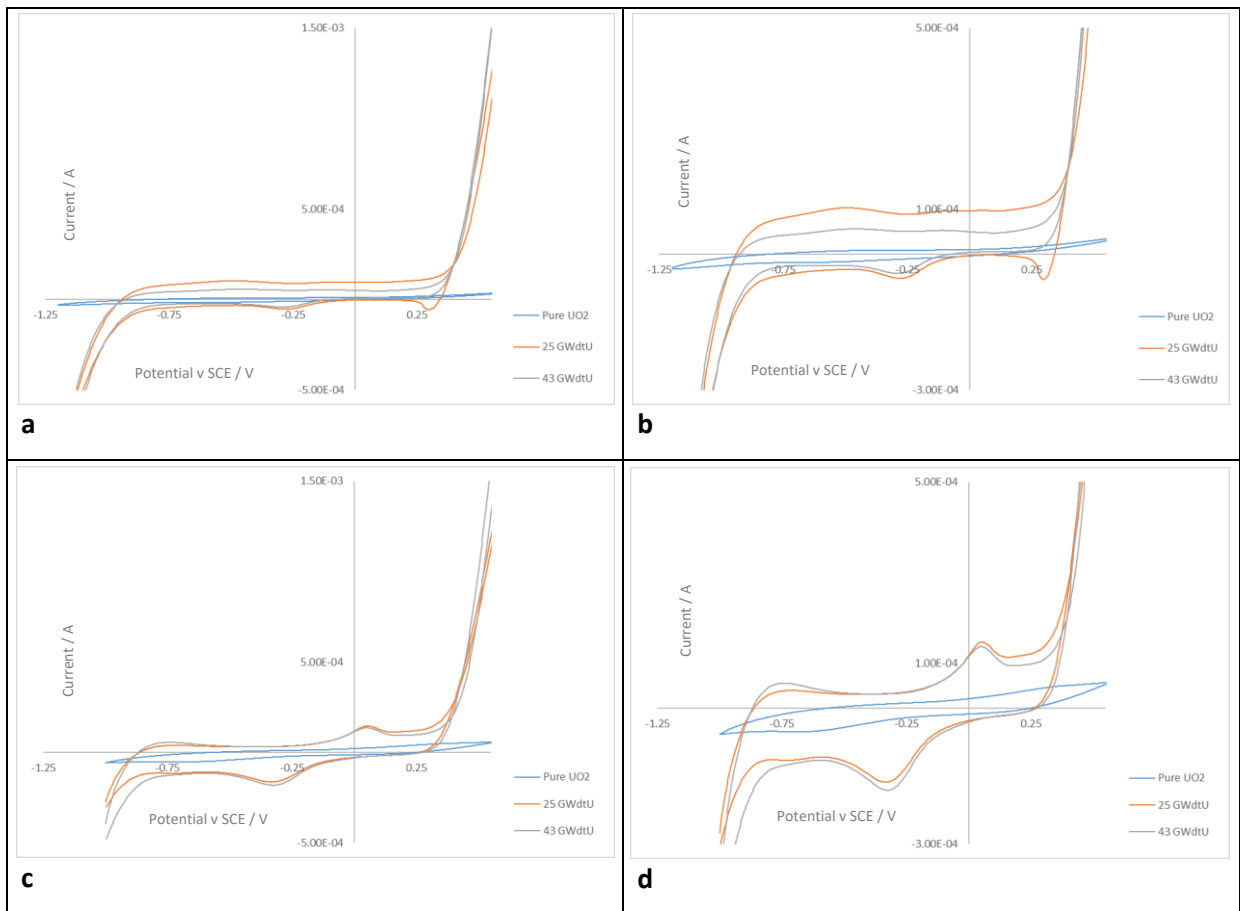 1.50E-03
Current / A
5.00E-04
-1.25
-0.75
-0.25
0.25
Pure UO2
25 GWdtU
Potential v SCE / V
43 GWdtU
-5.00E-04
a
5.00E-04
Current / A
1.00E-04
-1.25
-0.75
-0.25
0.25
Pure UO2
25 GWdtU
Potential v SCE / V
43 GWdtU
-3.00E-04
b
1.50E-03
Current / A
5.00E-04
-1.25
-0.75
-0.25
0.25
Pure UO2
25 GWdtU
Potential v SCE / V
43 GWdtU
-5.00E-04
c
5.00E-04
Current / A
1.00E-04
-1.25
-0.75
-0.25
0.25
Pure UO2
25 GWdtU
Potential v SCE / V
43 GWdtU
-3.00E-04
d